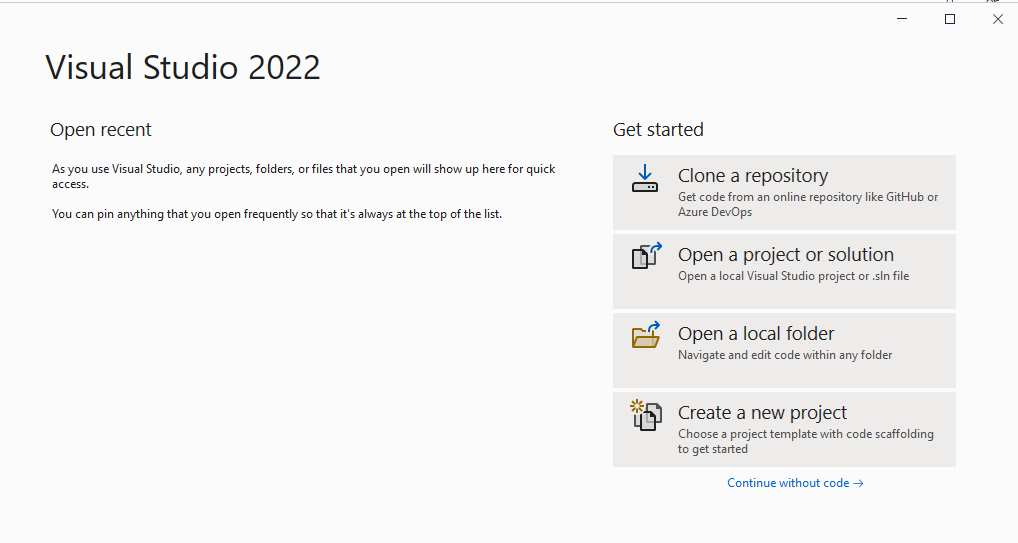 Visual Studio 2022
Open recent
As you use Visual Studio, any projects, folders, or files that you open will show up here for quick
access.
You can pin anything that you open frequently so that it's always at the top of the list.
Get started
Clone a repository
Get code from an online repository like GitHub or
Azure DevOps
Open a project or solution
Open a local Visual Studio project or .sln file
Open a local folder
Navigate and edit code within any folder
Create a new project
Choose a project template with code scaffolding
to get started
Continue without code →